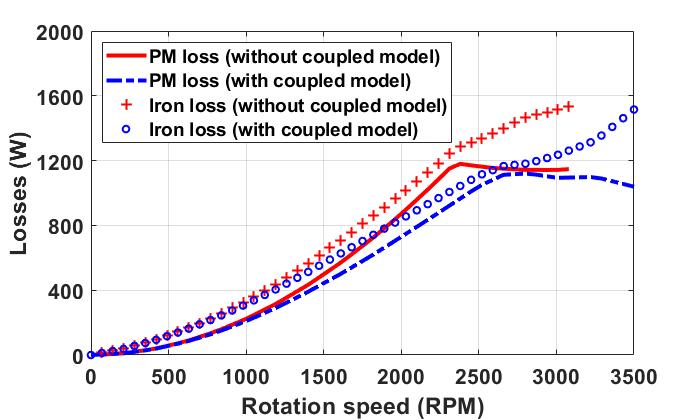 2000
1600
1200
800
400
0
Losses (W)
PM loss (without coupled model)
PM loss (with coupled model)
Iron loss (without coupled model)
Iron loss (with coupled model)
0 500 1000 1500 2000 2500 3000 3500
Rotation speed (RPM)